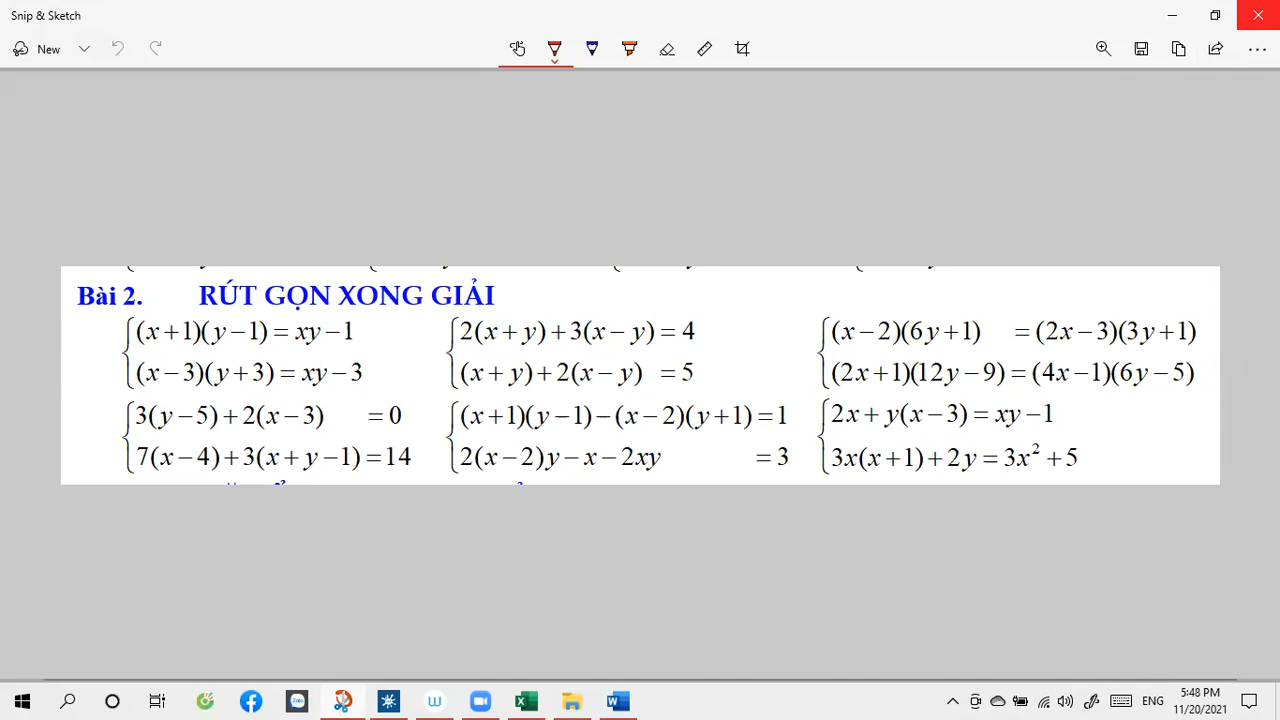 Snip & Sketch
New
Bài 2. RÚT GỌN XONG GIẢI
(x+1)(y−1) = xy−1
(x−3)(y+3) = xy−3
2(x+y)+3(x−y) = 4
(x+y)+2(x−y) = 5
(x−2)(6y+1) = (2x−3)(3y+1)
(2x+1)(12y−9) = (4x−1)(6y−5)
3(y−5)+2(x−3) = 0
7(x−4)+3(x+y−1) = 14
(x+1)(y−1)−(x−2)(y+1) = 1
2(x−2)y−x−2xy = 3
2x+y(x−3) = xy−1
3x(x+1)+2y = 3x²+5
Zalo
ENG
5:48 PM
11/20/2021